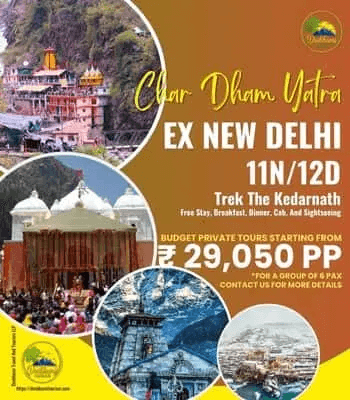 Char Dham Yatra
EX NEW DELHI
11N/12D
Trek The Kedarnath
Free Stay, Breakfast, Dinner, Cab, And Sightseeing
BUDGET PRIVATE TOURS STARTING FROM
₹ 29,050 PP
*FOR A GROUP OF 6 PAX
CONTACT US FOR MORE DETAILS